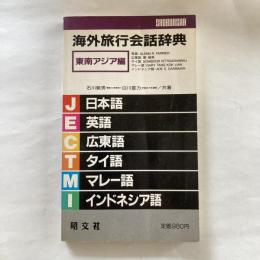 SHOBUNSHA
海外旅行会話辞典
東南アジア編
J 日本語
E 英語
C 広東語
T タイ語
M マレー語
I インドネシア語
昭文社
定価980円